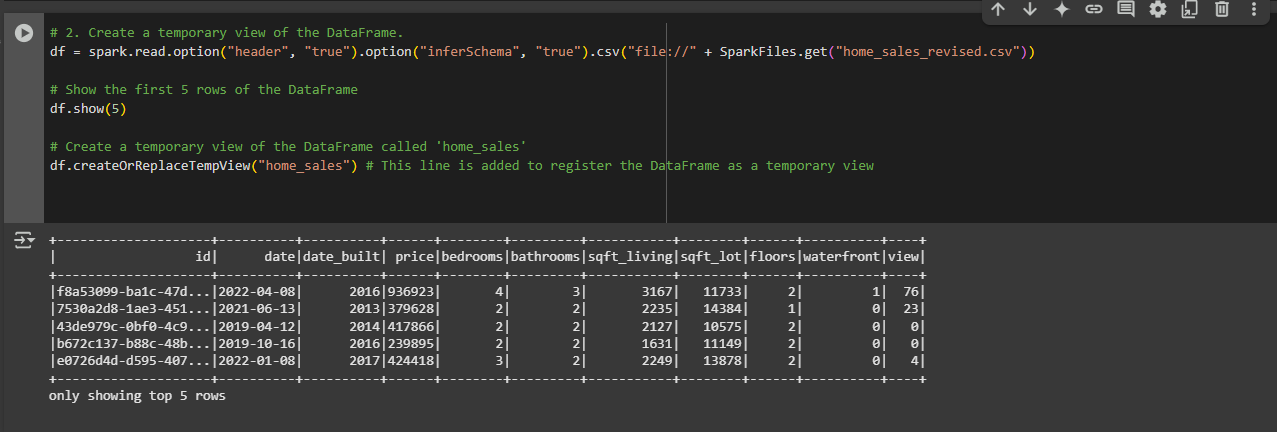 # 2. Create a temporary view of the DataFrame.
df = spark.read.option("header", "true").option("inferSchema", "true").csv("file://" + SparkFiles.get("home_sales_revised.csv"))
# Show the first 5 rows of the DataFrame
df.show(5)
# Create a temporary view of the DataFrame called 'home_sales'
df.createOrReplaceTempView("home_sales") # This line is added to register the DataFrame as a temporary view
+--------------------+----------+----------+------+--------+---------+-----------+--------+------+----------+----+
|                  id|      date|date_built| price|bedrooms|bathrooms|sqft_living|sqft_lot|floors|waterfront|view|
+--------------------+----------+----------+------+--------+---------+-----------+--------+------+----------+----+
|f8a53099-ba1c-47d...|2022-04-08|      2016|936923|       4|        3|       3167|   11733|     2|         1|  76|
|7530a2d8-1ae3-451...|2021-06-13|      2013|379628|       2|        2|       2235|   14384|     1|         0|  23|
|43de979c-0bf0-4c9...|2019-04-12|      2014|417866|       2|        2|       2127|   10575|     2|         0|   0|
|b672c137-b88c-48b...|2019-10-16|      2016|239895|       2|        2|       1631|   11149|     2|         0|   0|
|e0726d4d-d595-407...|2022-01-08|      2017|424418|       3|        2|       2249|   13878|     2|         0|   4|
+--------------------+----------+----------+------+--------+---------+-----------+--------+------+----------+----+
only showing top 5 rows